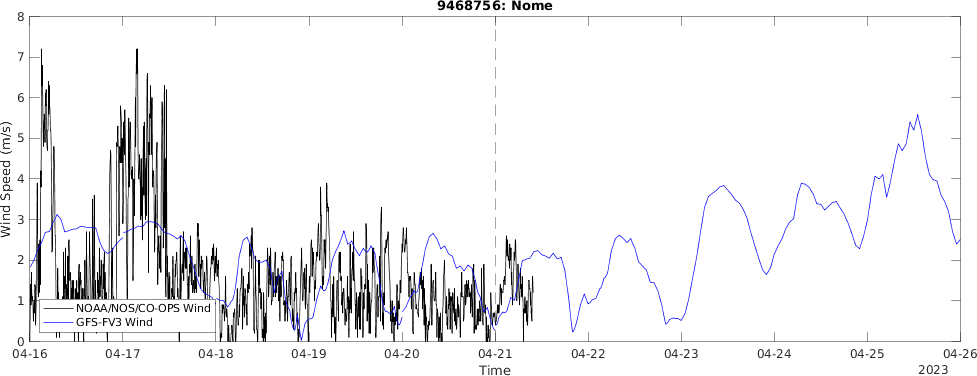 9468756: Nome
8
7
6
5
4
3
2
1
0
Wind Speed (m/s)
NOAA/NOS/CO-OPS Wind
GFS-FV3 Wind
04-16 04-17 04-18 04-19 04-20 04-21 04-22 04-23 04-24 04-25 04-26
Time
2023